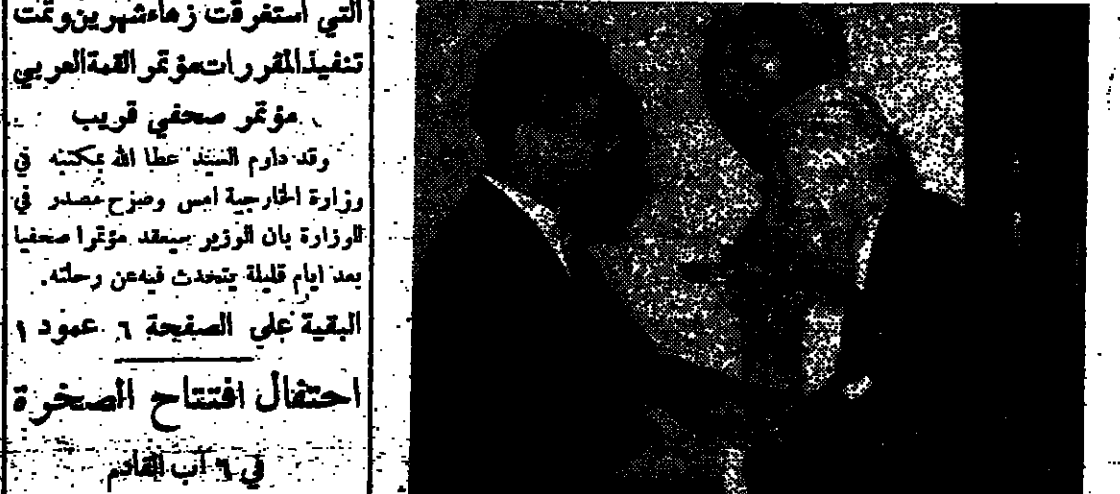 التي استغرقت زهاء شهرين وتمت
تنفيذا لمقررات مؤتمر القمة العربي
مؤتمر صحفي قريب
وقد داوم السيد عطا الله بمكتبه في
وزارة الخارجية امس وصرح مصدر في
الوزارة بان الوزير سيعقد مؤتمرا صحفيا
بعد ايام قليلة يتحدث فيه عن رحلته.
البقية على الصفحة ٦ عمود ١
احتفال افتتاح الصخرة
في ٦ آب القادم